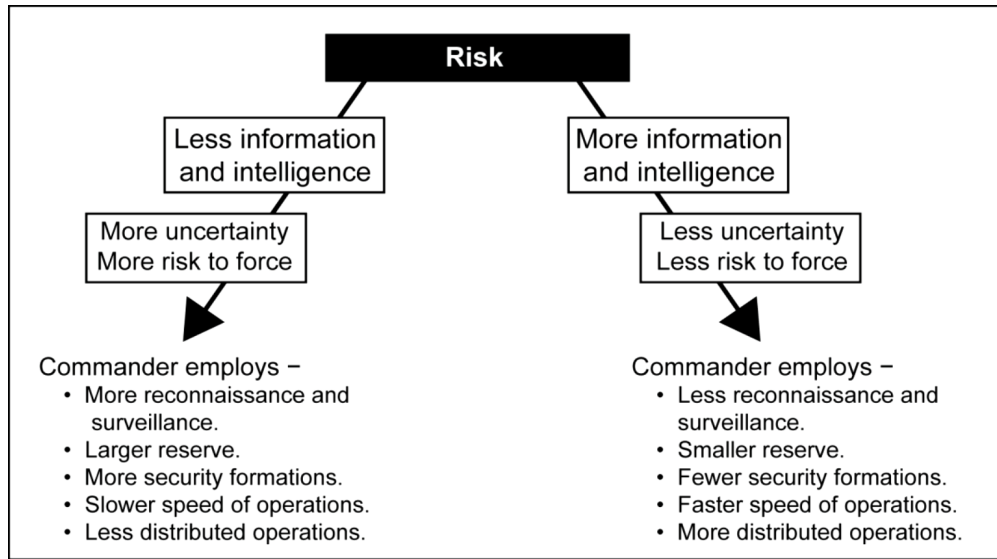 Risk
Less information
and intelligence
More uncertainty
More risk to force
Commander employs –
• More reconnaissance and
surveillance.
• Larger reserve.
• More security formations.
• Slower speed of operations.
• Less distributed operations.
More information
and intelligence
Less uncertainty
Less risk to force
Commander employs –
• Less reconnaissance and
surveillance.
• Smaller reserve.
• Fewer security formations.
• Faster speed of operations.
• More distributed operations.